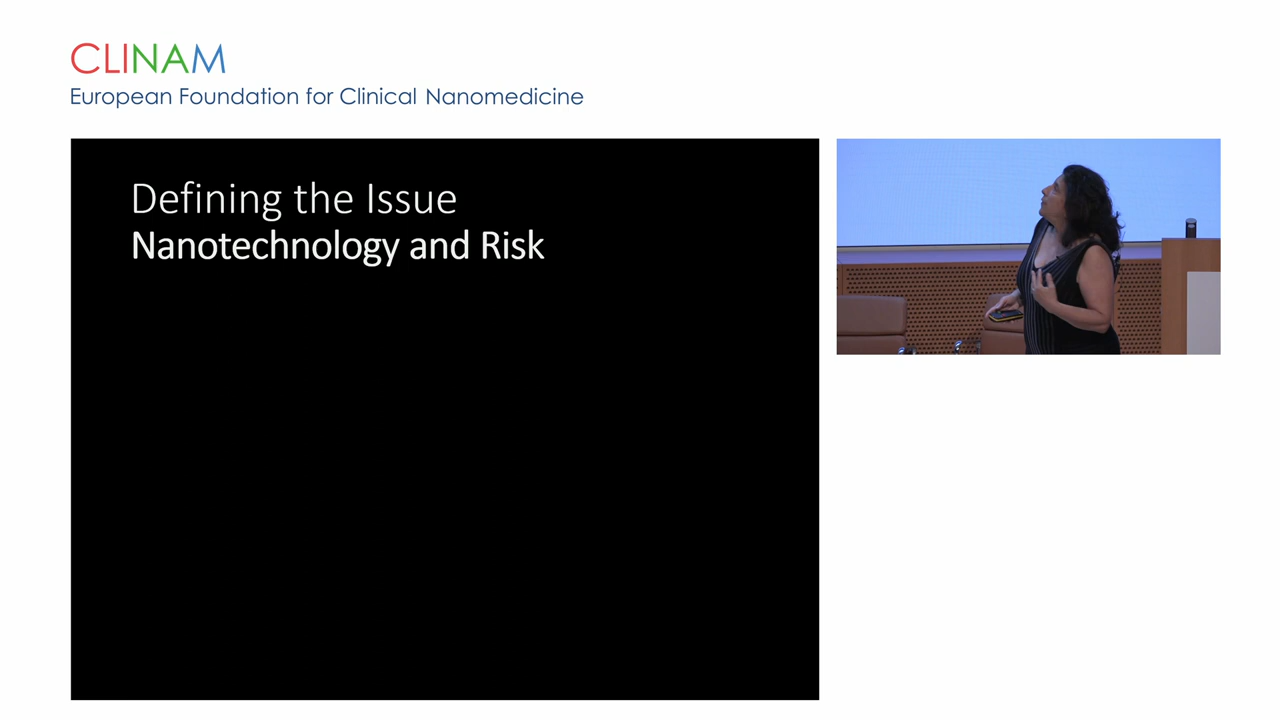 CLINAM
European Foundation for Clinical Nanomedicine
Defining the Issue
Nanotechnology and Risk